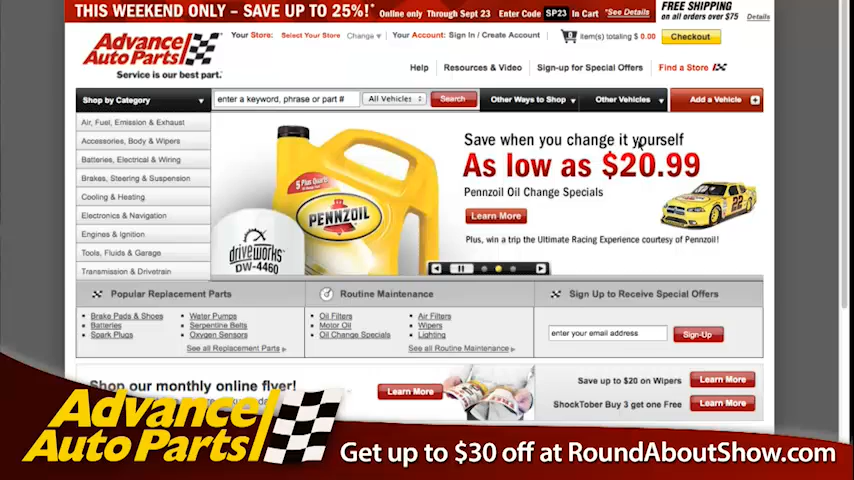 THIS WEEKEND ONLY – SAVE UP TO 25%!* Online only Through Sept 23 Enter Code SP23 In Cart *See Details
FREE SHIPPING
on all orders over $75 Details
Advance
Auto Parts
Service is our best part.
Your Store: Select Your Store Change Your Account: Sign In / Create Account
0 item(s) totaling $ 0.00 Checkout
Help Resources & Video Sign-up for Special Offers Find a Store
Shop by Category enter a keyword, phrase or part # All Vehicles Search Other Ways to Shop Other Vehicles Add a Vehicle
Air, Fuel, Emission & Exhaust
Accessories, Body & Wipers
Batteries, Electrical & Wiring
Brakes, Steering & Suspension
Cooling & Heating
Electronics & Navigation
Engines & Ignition
Tools, Fluids & Garage
Transmission & Drivetrain
5 Plus Quarts
PENNZOIL
driveworks
DW-4460
Save when you change it yourself
As low as $20.99
Pennzoil Oil Change Specials
Learn More
22
Plus, win a trip the Ultimate Racing Experience courtesy of Pennzoil!
Popular Replacement Parts
Brake Pads & Shoes
Batteries
Spark Plugs
Water Pumps
Serpentine Belts
Oxygen Sensors
See all Replacement Parts
Routine Maintenance
Oil Filters
Motor Oil
Oil Change Specials
Air Filters
Wipers
Lighting
See all Routine Maintenance
Sign Up to Receive Special Offers
enter your email address Sign-Up
Shop our monthly online flyer!
Learn More
Save up to $20 on Wipers Learn More
ShockTober Buy 3 get one Free Learn More
Advance
Auto Parts
Get up to $30 off at RoundAboutShow.com